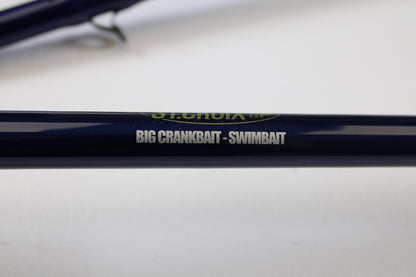 ST.CROIX
BIG CRANKBAIT - SWIMBAIT